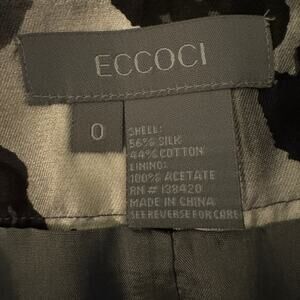 ECCOCI
0
SHELL:
56% SILK
44% COTTON
LINING:
100% ACETATE
RN # 138420
MADE IN CHINA
SEE REVERSE FOR CARE